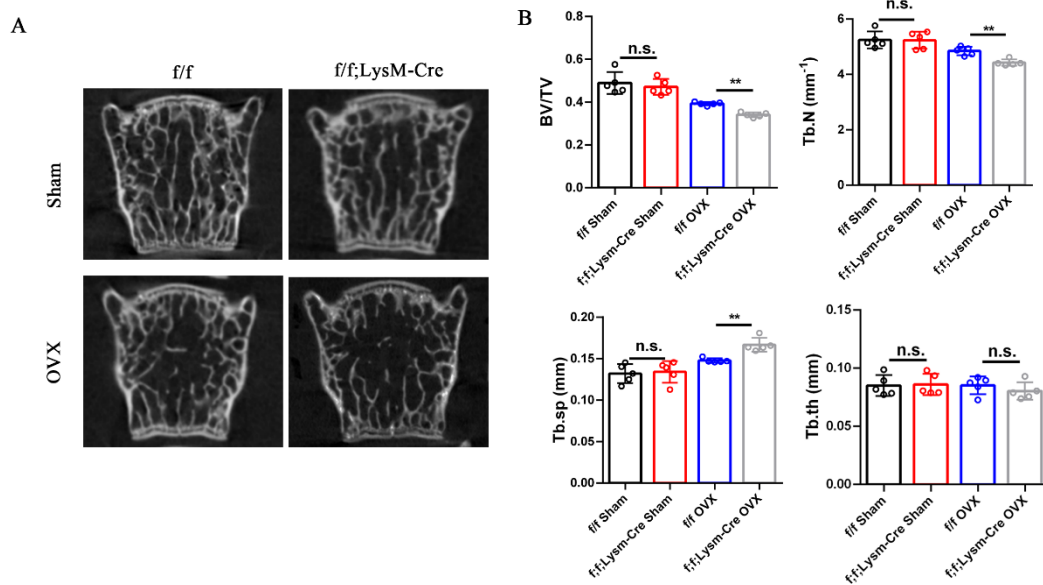 A
f/f
f/f;LysM-Cre
Sham
OVX
B
BV/TV
0.8
0.6
0.4
0.2
0.0
n.s.
**
f/f Sham
f;f;Lysm-Cre Sham
f/f OVX
f;f;Lysm-Cre OVX
Tb.N (mm⁻¹)
6
4
2
0
n.s.
**
f/f Sham
f;f;Lysm-Cre Sham
f/f OVX
f;f;Lysm-Cre OVX
Tb.sp (mm)
0.20
0.15
0.10
0.05
0.00
n.s.
**
f/f Sham
f;f;Lysm-Cre Sham
f/f OVX
f;f;Lysm-Cre OVX
Tb.th (mm)
0.15
0.10
0.05
0.00
n.s.
n.s.
f/f Sham
f;f;Lysm-Cre Sham
f/f OVX
f;f;Lysm-Cre OVX